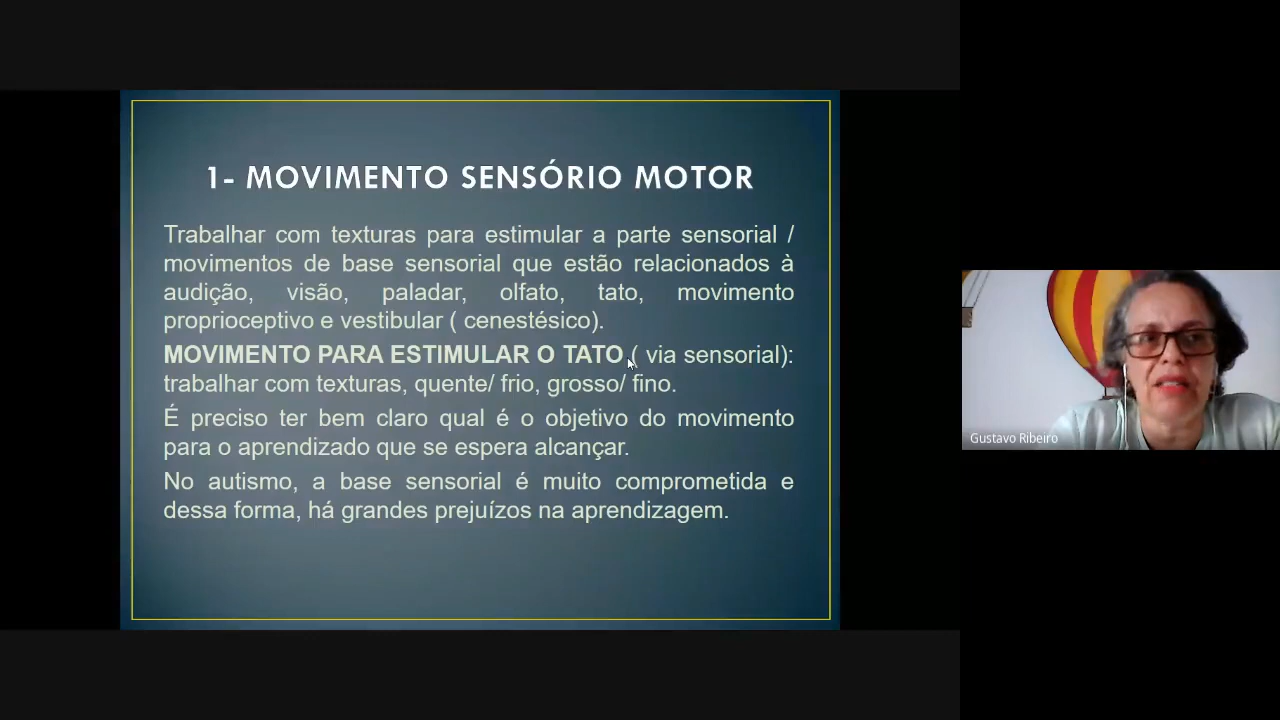 1- MOVIMENTO SENSÓRIO MOTOR
Trabalhar com texturas para estimular a parte sensorial /
movimentos de base sensorial que estão relacionados à
audição, visão, paladar, olfato, tato, movimento
proprioceptivo e vestibular ( cenestésico).
MOVIMENTO PARA ESTIMULAR O TATO ( via sensorial):
trabalhar com texturas, quente/ frio, grosso/ fino.
É preciso ter bem claro qual é o objetivo do movimento
para o aprendizado que se espera alcançar.
No autismo, a base sensorial é muito comprometida e
dessa forma, há grandes prejuízos na aprendizagem.
Gustavo Ribeiro